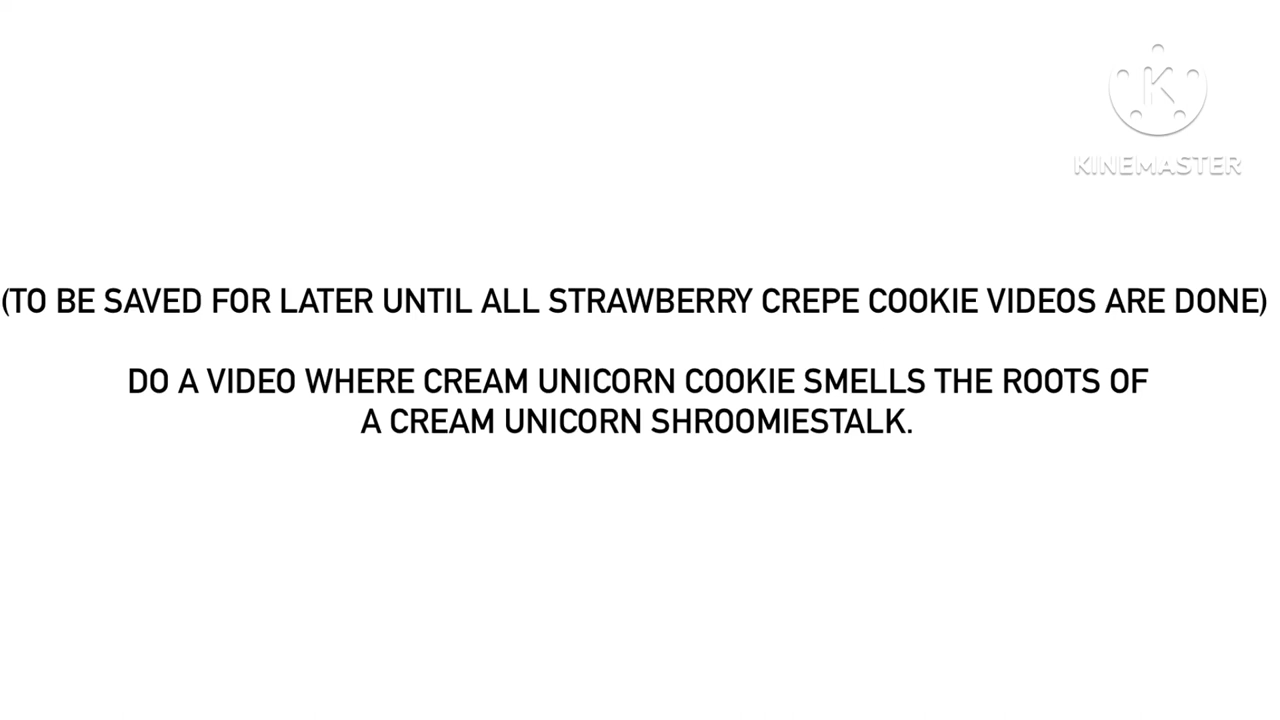 KINEMASTER
(TO BE SAVED FOR LATER UNTIL ALL STRAWBERRY CREPE COOKIE VIDEOS ARE DONE)
DO A VIDEO WHERE CREAM UNICORN COOKIE SMELLS THE ROOTS OF
A CREAM UNICORN SHROOMIESTALK.